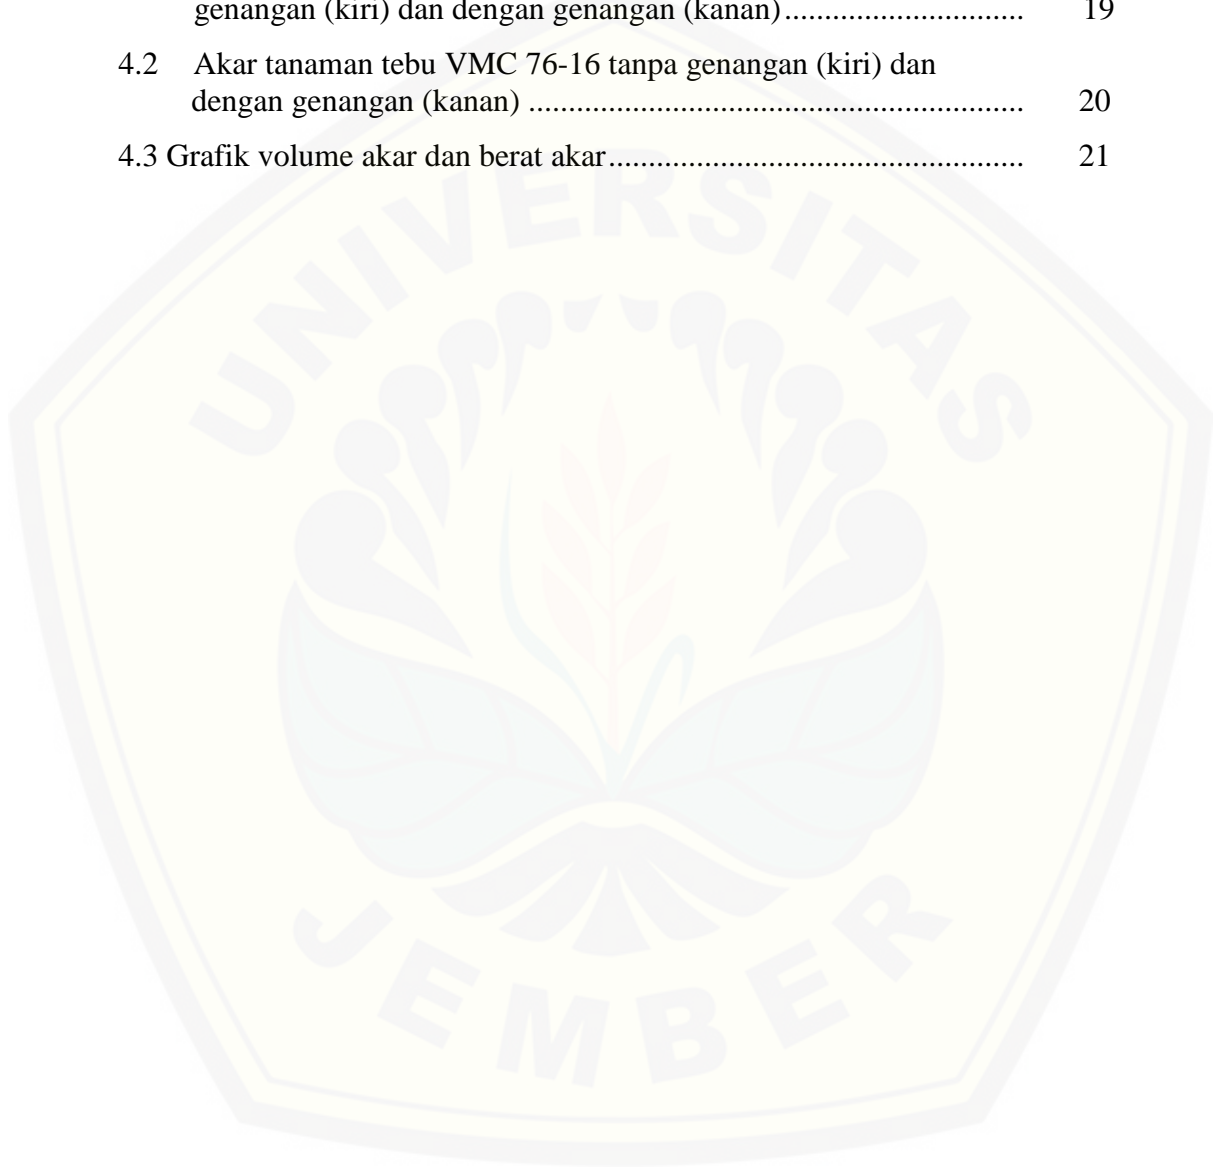 genangan (kiri) dan dengan genangan (kanan).............................. 19
4.2 Akar tanaman tebu VMC 76-16 tanpa genangan (kiri) dan
dengan genangan (kanan) .............................................................. 20
4.3 Grafik volume akar dan berat akar.................................................... 21
UNIVERSITAS
JEMBER